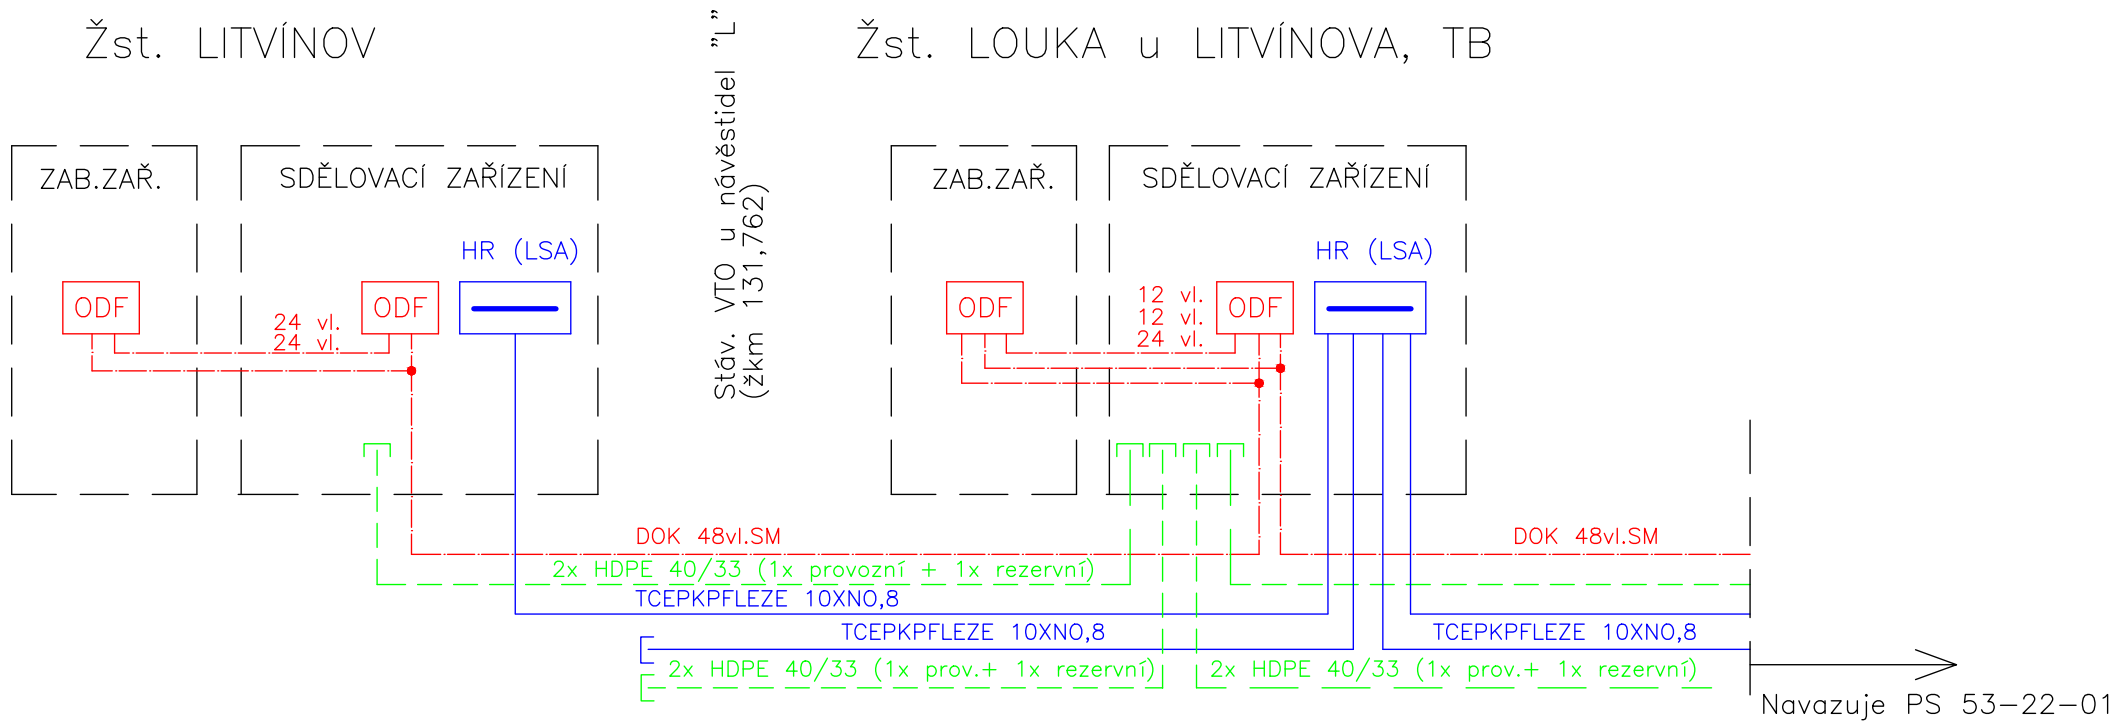 Žst. LITVÍNOV
Stáv. VTO u návěstidel "L"
(žkm 131,762)
Žst. LOUKA u LITVÍNOVA, TB
ZAB.ZAŘ.
SDĚLOVACÍ ZAŘÍZENÍ
ZAB.ZAŘ.
SDĚLOVACÍ ZAŘÍZENÍ
HR (LSA)
HR (LSA)
ODF
24 vl.
24 vl.
ODF
ODF
12 vl.
12 vl.
24 vl.
ODF
DOK 48vl.SM
DOK 48vl.SM
2x HDPE 40/33 (1x provozní + 1x rezervní)
TCEPKPFLEZE 10XN0,8
TCEPKPFLEZE 10XN0,8
TCEPKPFLEZE 10XN0,8
2x HDPE 40/33 (1x prov.+ 1x rezervní)
2x HDPE 40/33 (1x prov.+ 1x rezervní)
Navazuje PS 53-22-01